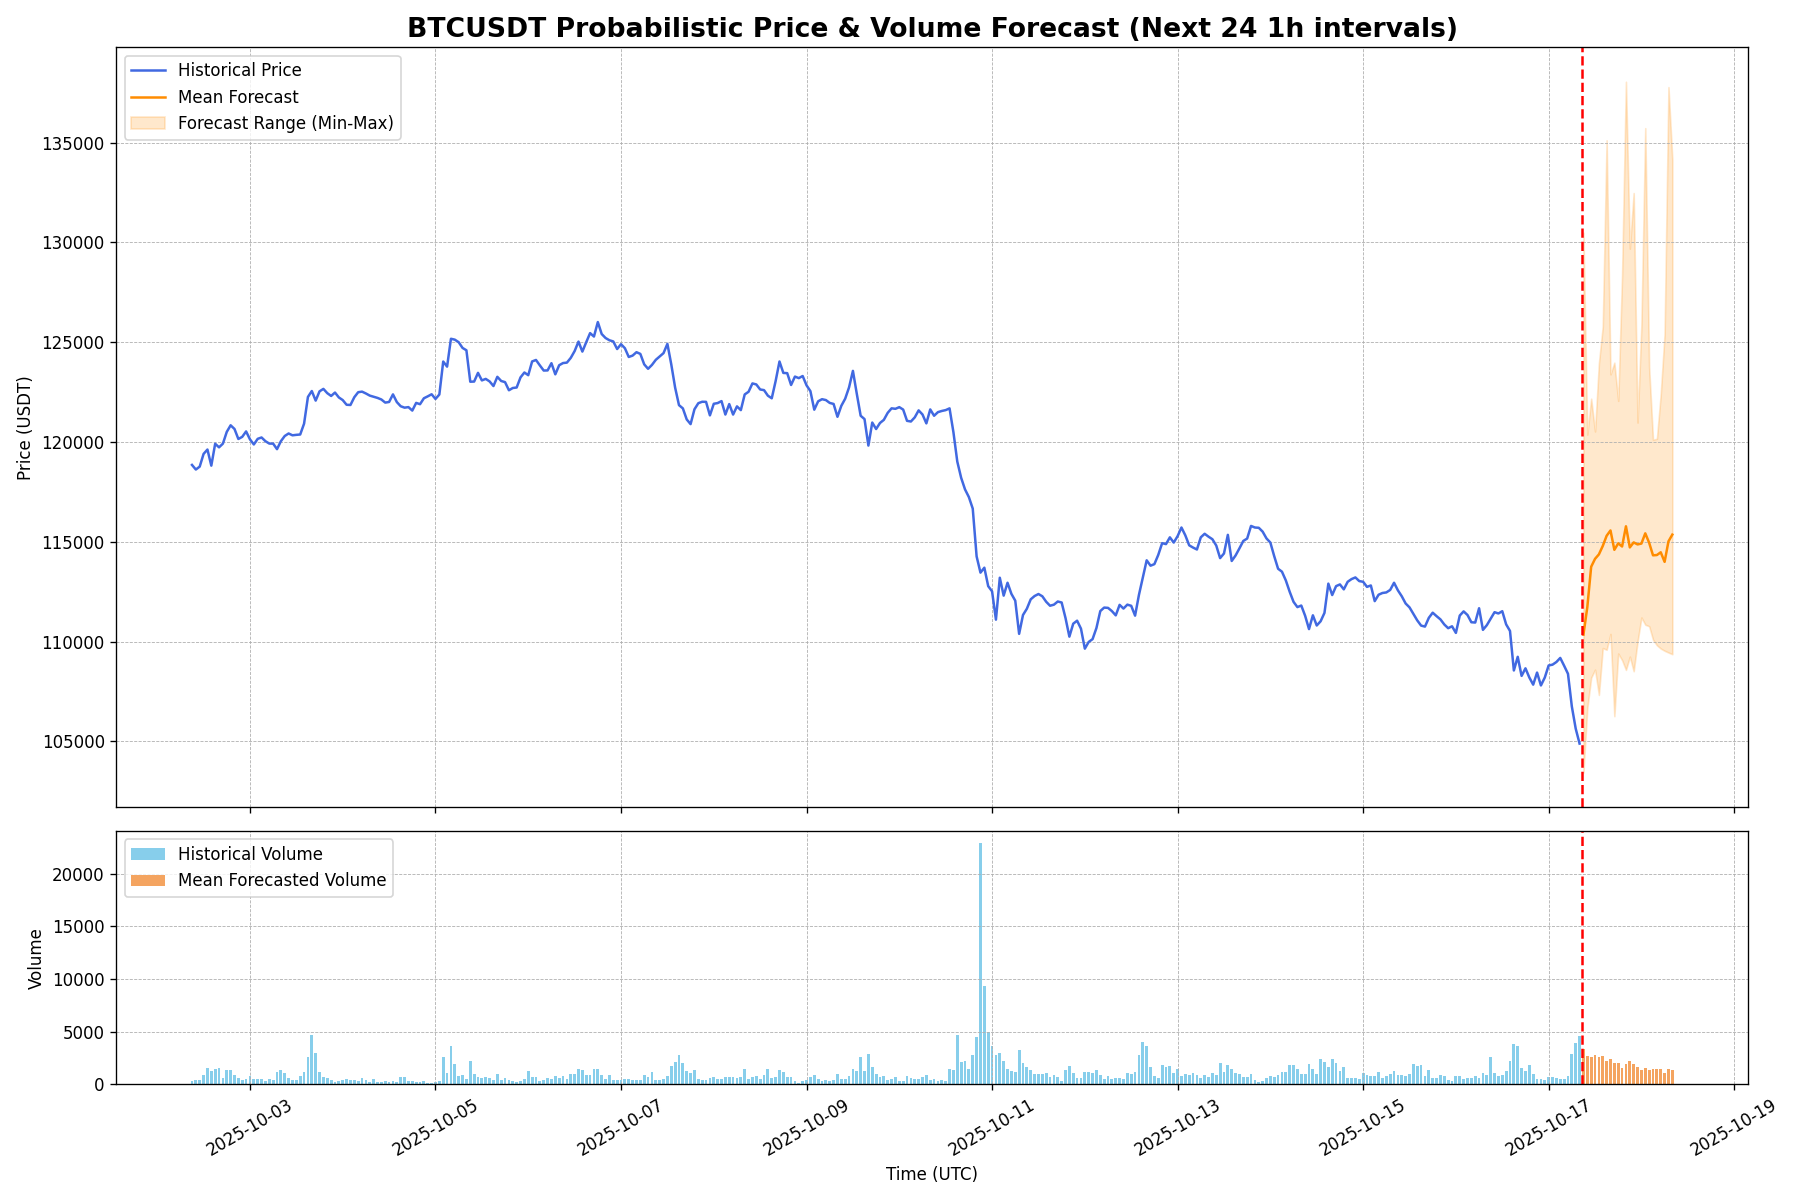 BTCUSDT Probabilistic Price & Volume Forecast (Next 24 1h intervals)
Historical Price
Mean Forecast
Forecast Range (Min-Max)
Price (USDT)
135000
130000
125000
120000
115000
110000
105000
Historical Volume
Mean Forecasted Volume
Volume
20000
15000
10000
5000
0
2025-10-03
2025-10-05
2025-10-07
2025-10-09
2025-10-11
2025-10-13
2025-10-15
2025-10-17
2025-10-19
Time (UTC)